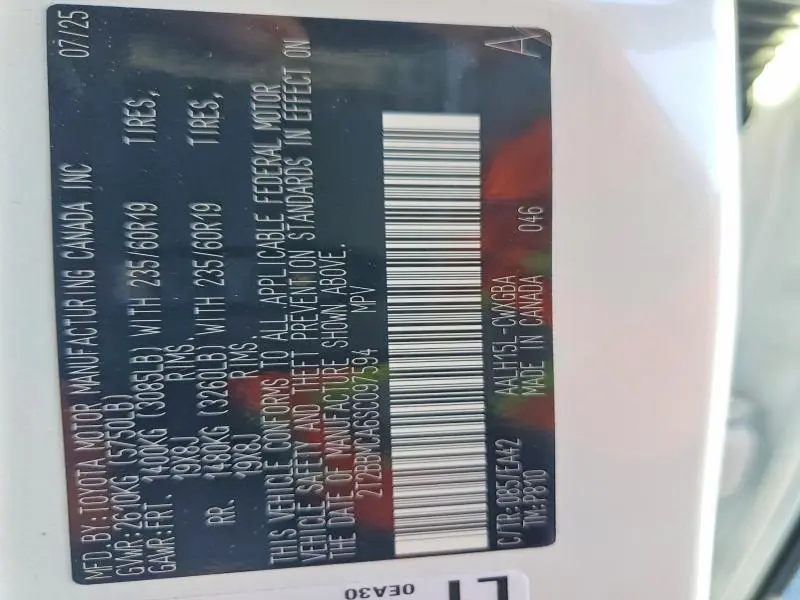 MFD. BY: TOYOTA MOTOR MANUFACTURING CANADA INC 07/25
GVWR: 2610KG (5750LB)
GAWR: FRT. 1400KG (3085LB) WITH 235/60R19 TIRES,
19X8J RIMS,
RR. 1480KG (3260LB) WITH 235/60R19 TIRES,
19X8J RIMS,
THIS VEHICLE CONFORMS TO ALL APPLICABLE FEDERAL MOTOR
VEHICLE SAFETY AND THEFT PREVENTION STANDARDS IN EFFECT ON
THE DATE OF MANUFACTURE SHOWN ABOVE.
2T2BBMCA6SC097594 MPV
C/TR: 085/EA42 AALH15L-CWXGBA
TM: P810 MADE IN CANADA 046
A
0EA30